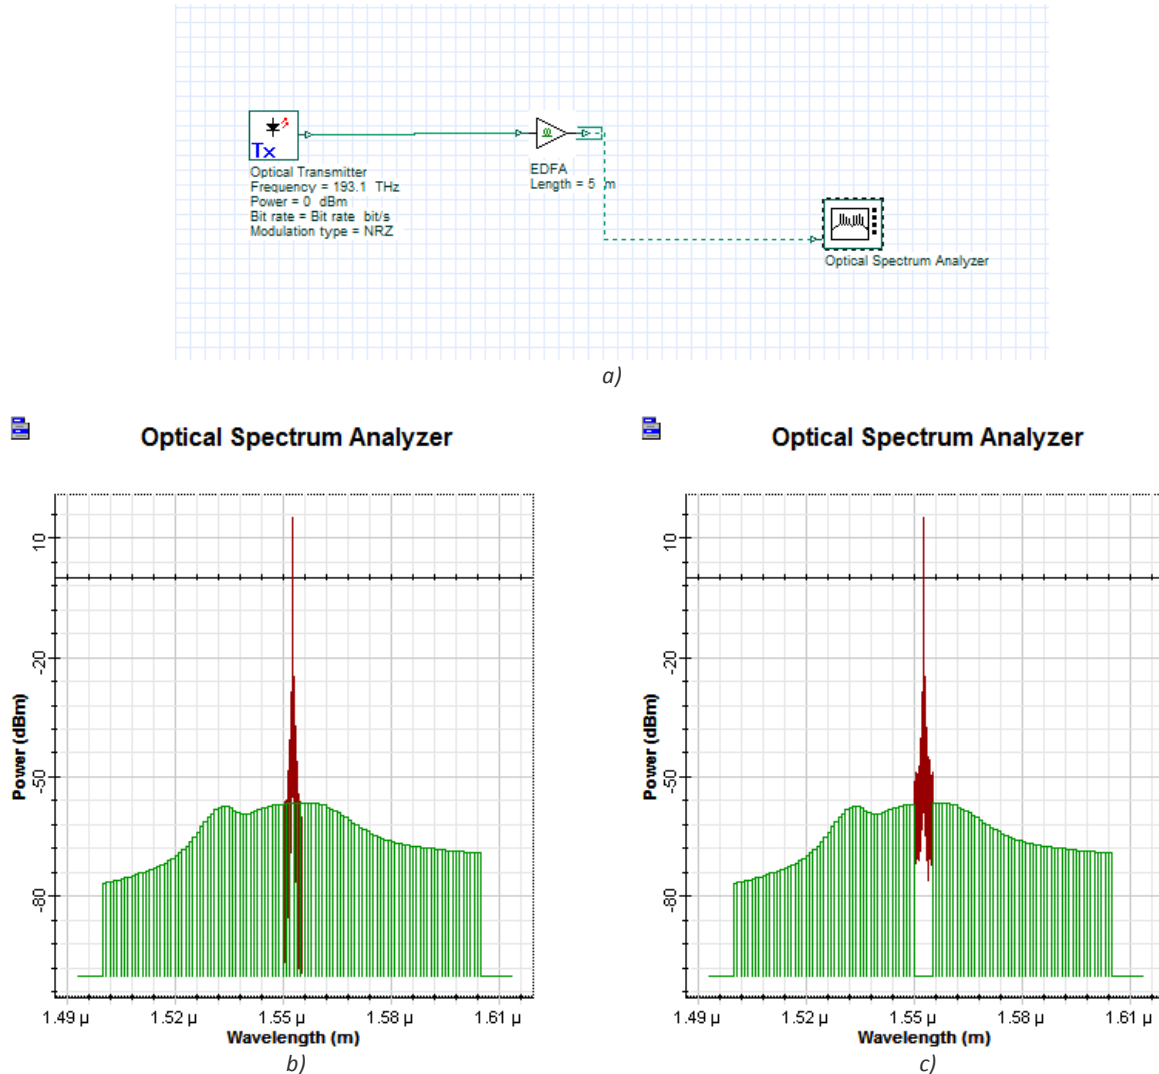 Tx
Optical Transmitter
Frequency = 193.1 THz
Power = 0 dBm
Bit rate = Bit rate bit/s
Modulation type = NRZ
EDFA
Length = 5 m
Optical Spectrum Analyzer
a)
Optical Spectrum Analyzer
Power (dBm)
10
-20
-50
-80
1.49 µ
1.52 µ
1.55 µ
1.58 µ
1.61 µ
Wavelength (m)
b)
Optical Spectrum Analyzer
Power (dBm)
10
-20
-50
-80
1.49 µ
1.52 µ
1.55 µ
1.58 µ
1.61 µ
Wavelength (m)
c)